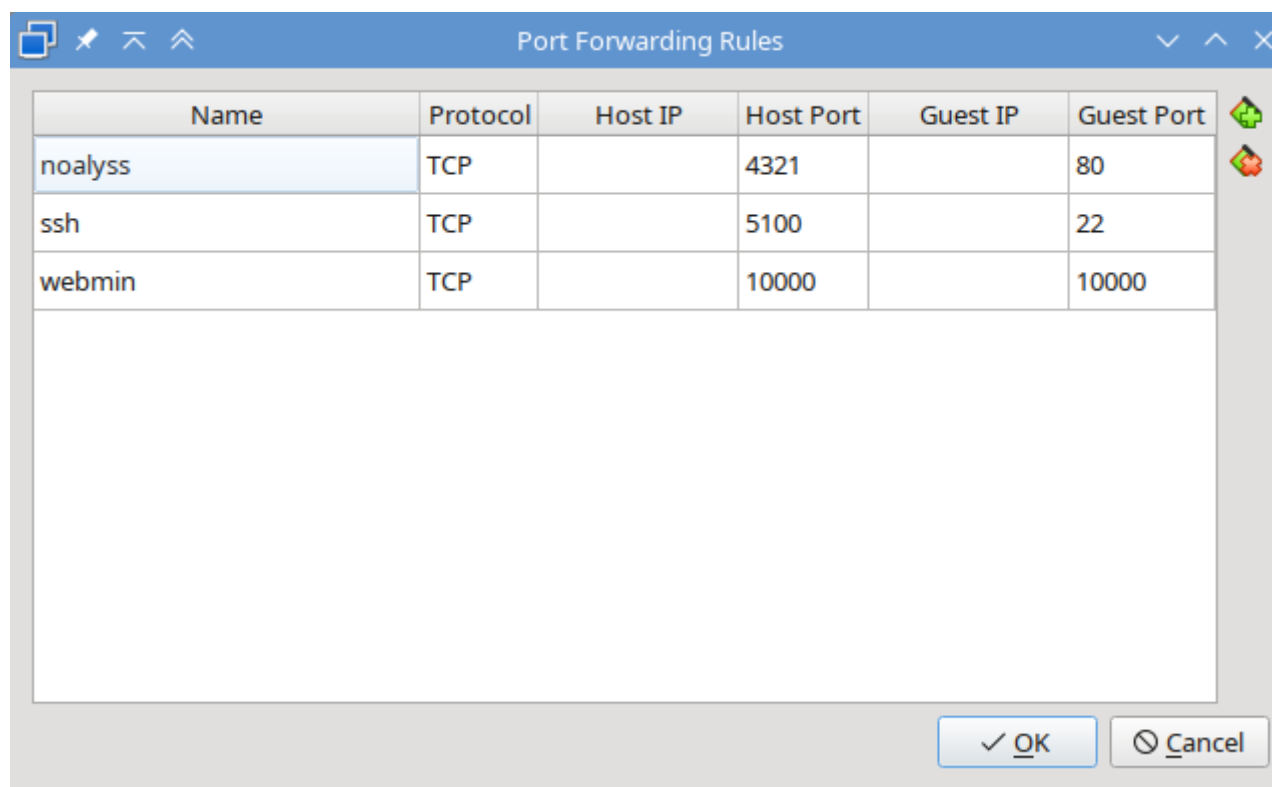 Port Forwarding Rules
Name Protocol Host IP Host Port Guest IP Guest Port
noalyss TCP 4321 80
ssh TCP 5100 22
webmin TCP 10000 10000
OK Cancel